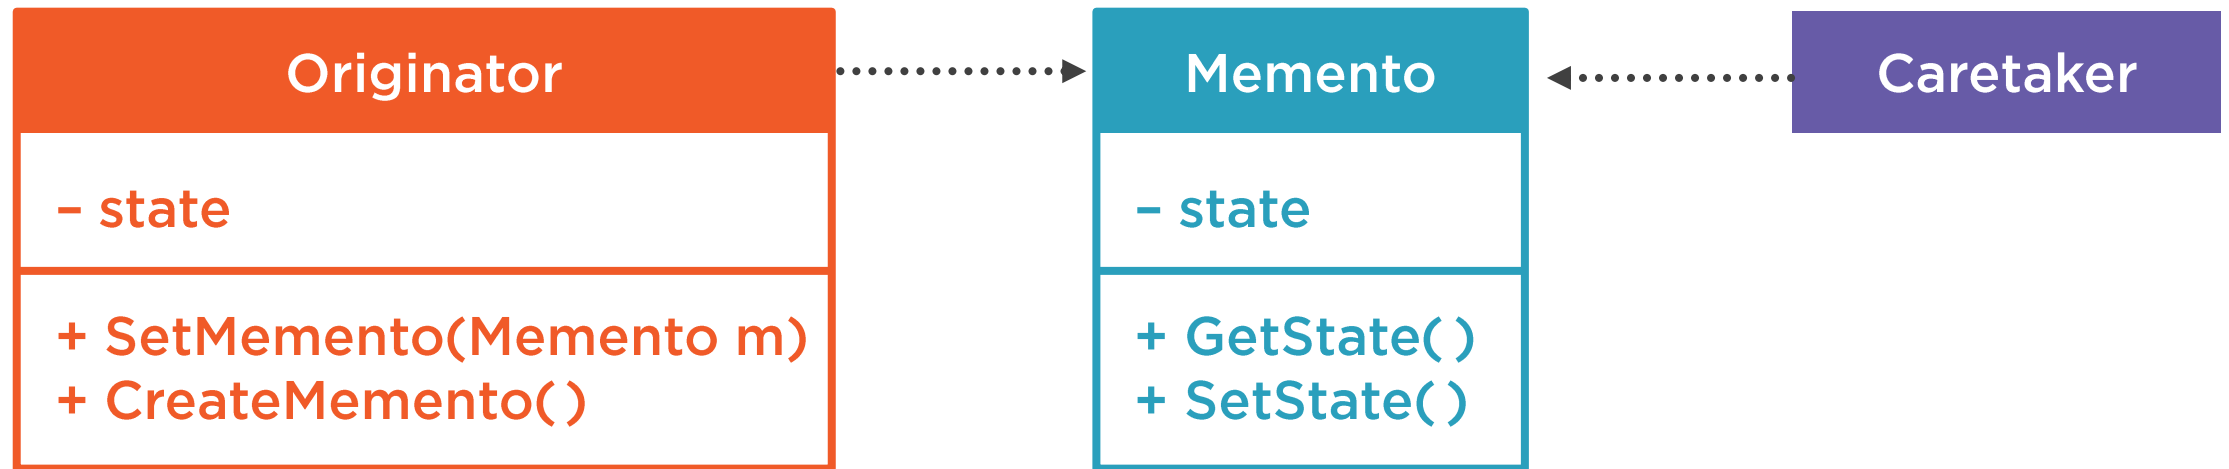 Originator
– state
+ SetMemento(Memento m)
+ CreateMemento()
Memento
– state
+ GetState()
+ SetState()
Caretaker